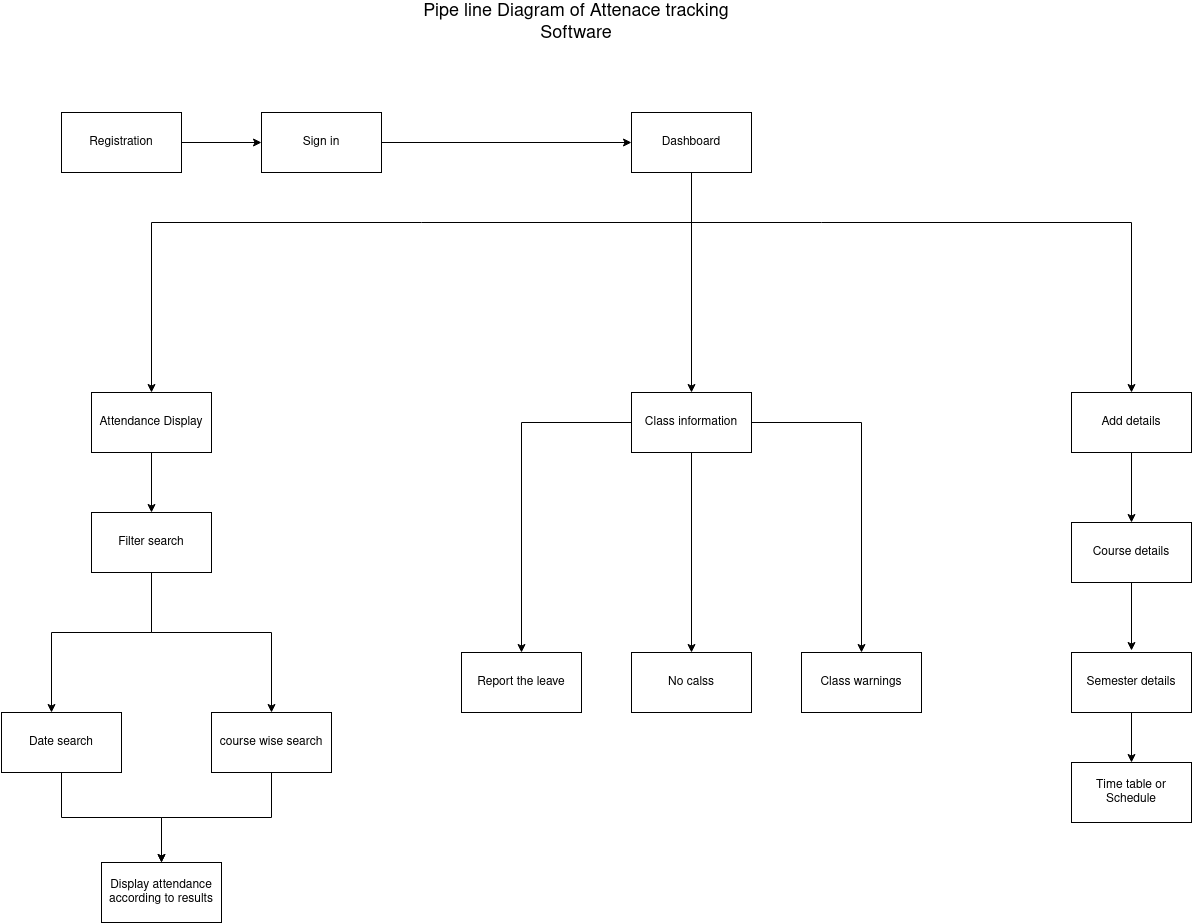 Pipe line Diagram of Attenace tracking
Software
Registration
Sign in
Dashboard
Attendance Display
Class information
Add details
Filter search
Course details
Report the leave
No calss
Class warnings
Semester details
Date search
course wise search
Time table or
Schedule
Display attendance
according to results